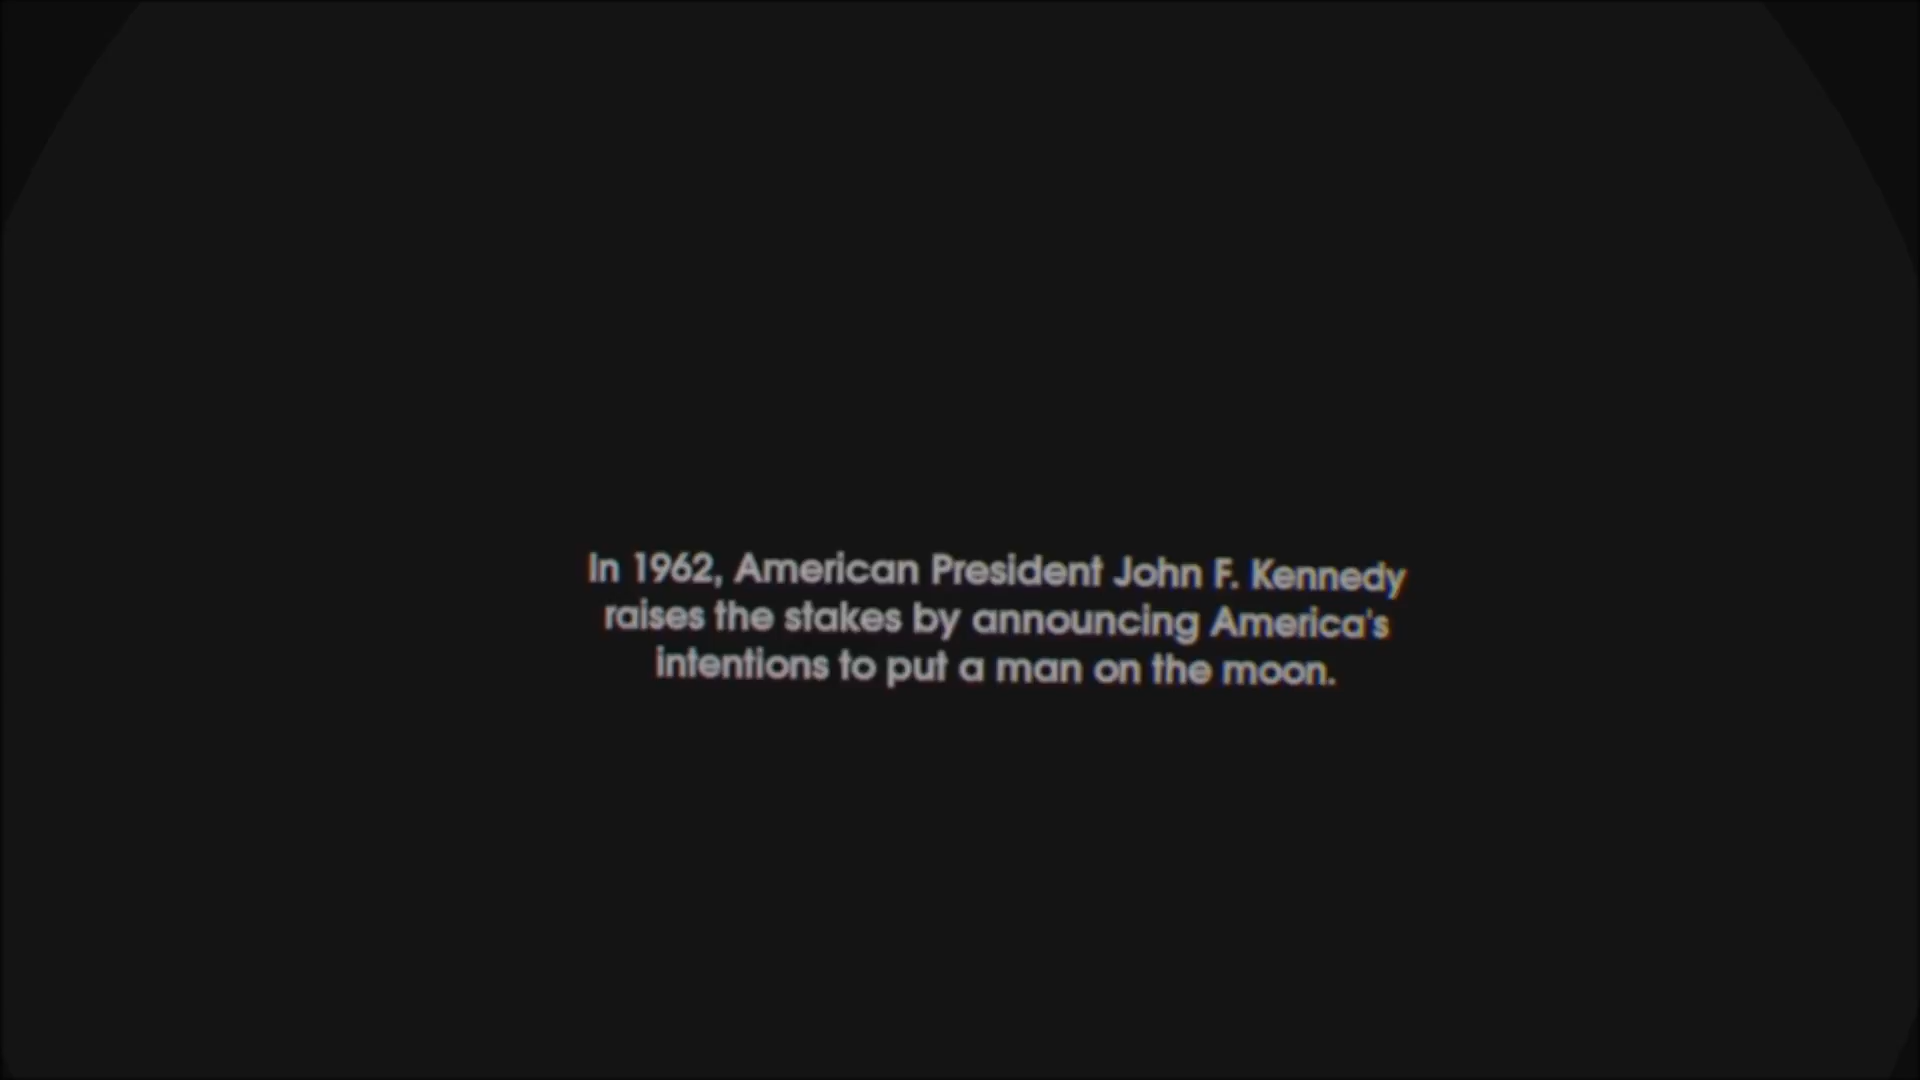 In 1962, American President John F. Kennedy
raises the stakes by announcing America's
intentions to put a man on the moon.